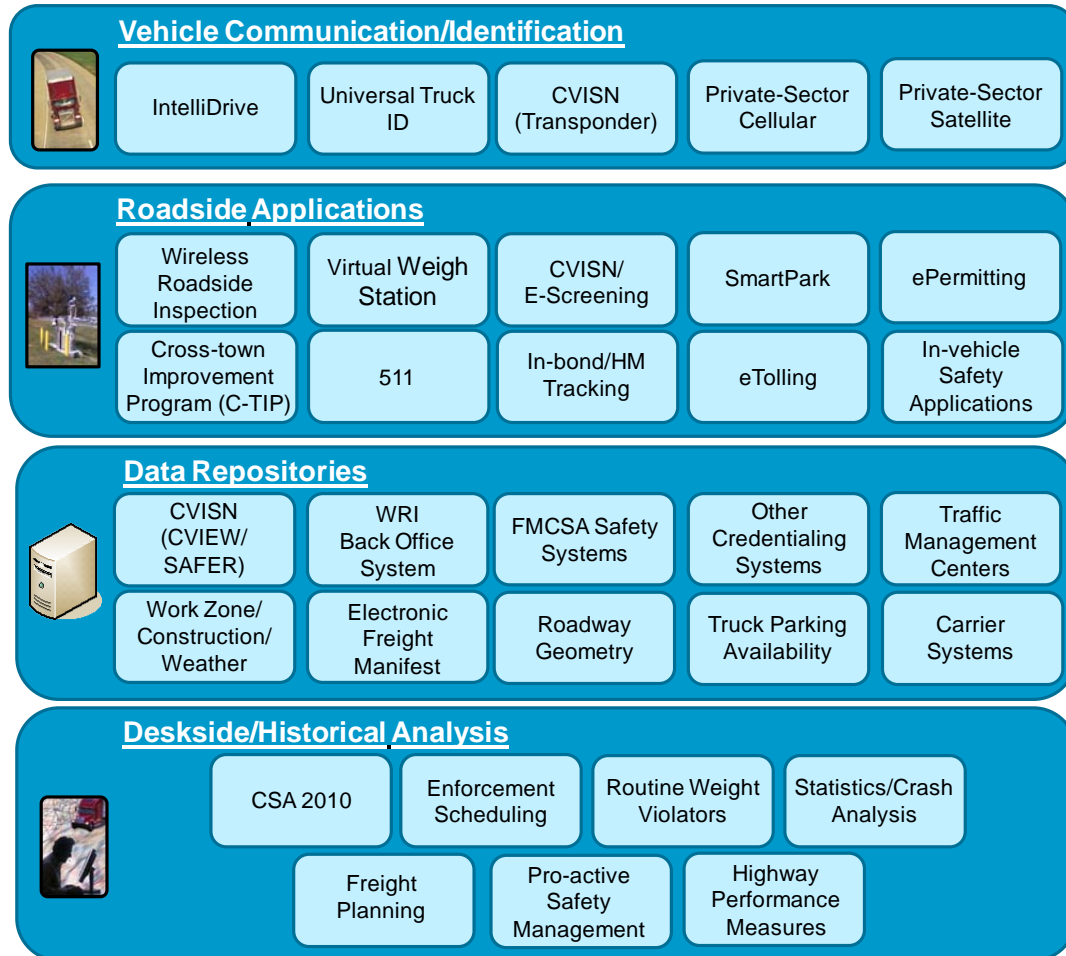 Vehicle Communication/Identification
IntelliDrive
Universal Truck
ID
CVISN
(Transponder)
Private-Sector
Cellular
Private-Sector
Satellite
Roadside Applications
Wireless
Roadside
Inspection
Virtual Weigh
Station
CVISN/
E-Screening
SmartPark
ePermitting
Cross-town
Improvement
Program (C-TIP)
511
In-bond/HM
Tracking
eTolling
In-vehicle
Safety
Applications
Data Repositories
CVISN
(CVIEW/
SAFER)
WRI
Back Office
System
FMCSA Safety
Systems
Other
Credentialing
Systems
Traffic
Management
Centers
Work Zone/
Construction/
Weather
Electronic
Freight
Manifest
Roadway
Geometry
Truck Parking
Availability
Carrier
Systems
Deskside/Historical Analysis
CSA 2010
Enforcement
Scheduling
Routine Weight
Violators
Statistics/Crash
Analysis
Freight
Planning
Pro-active
Safety
Management
Highway
Performance
Measures